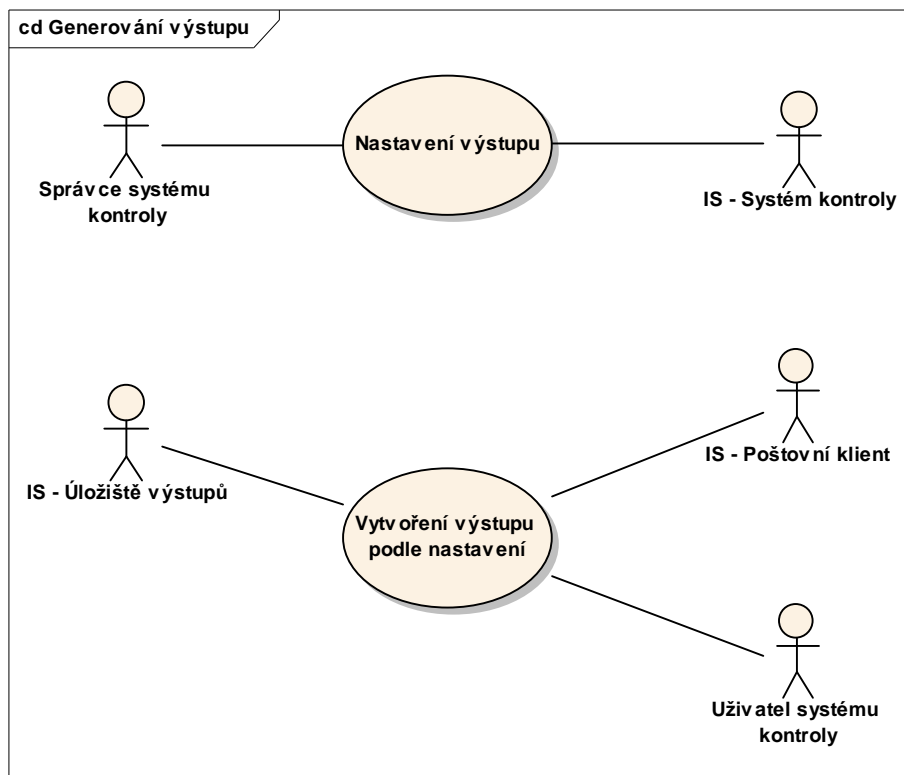 cd Generování výstupu
Správce systému
kontroly
Nastavení výstupu
IS - Systém kontroly
IS - Úložiště výstupů
Vytvoření výstupu
podle nastavení
IS - Poštovní klient
Uživatel systému
kontroly